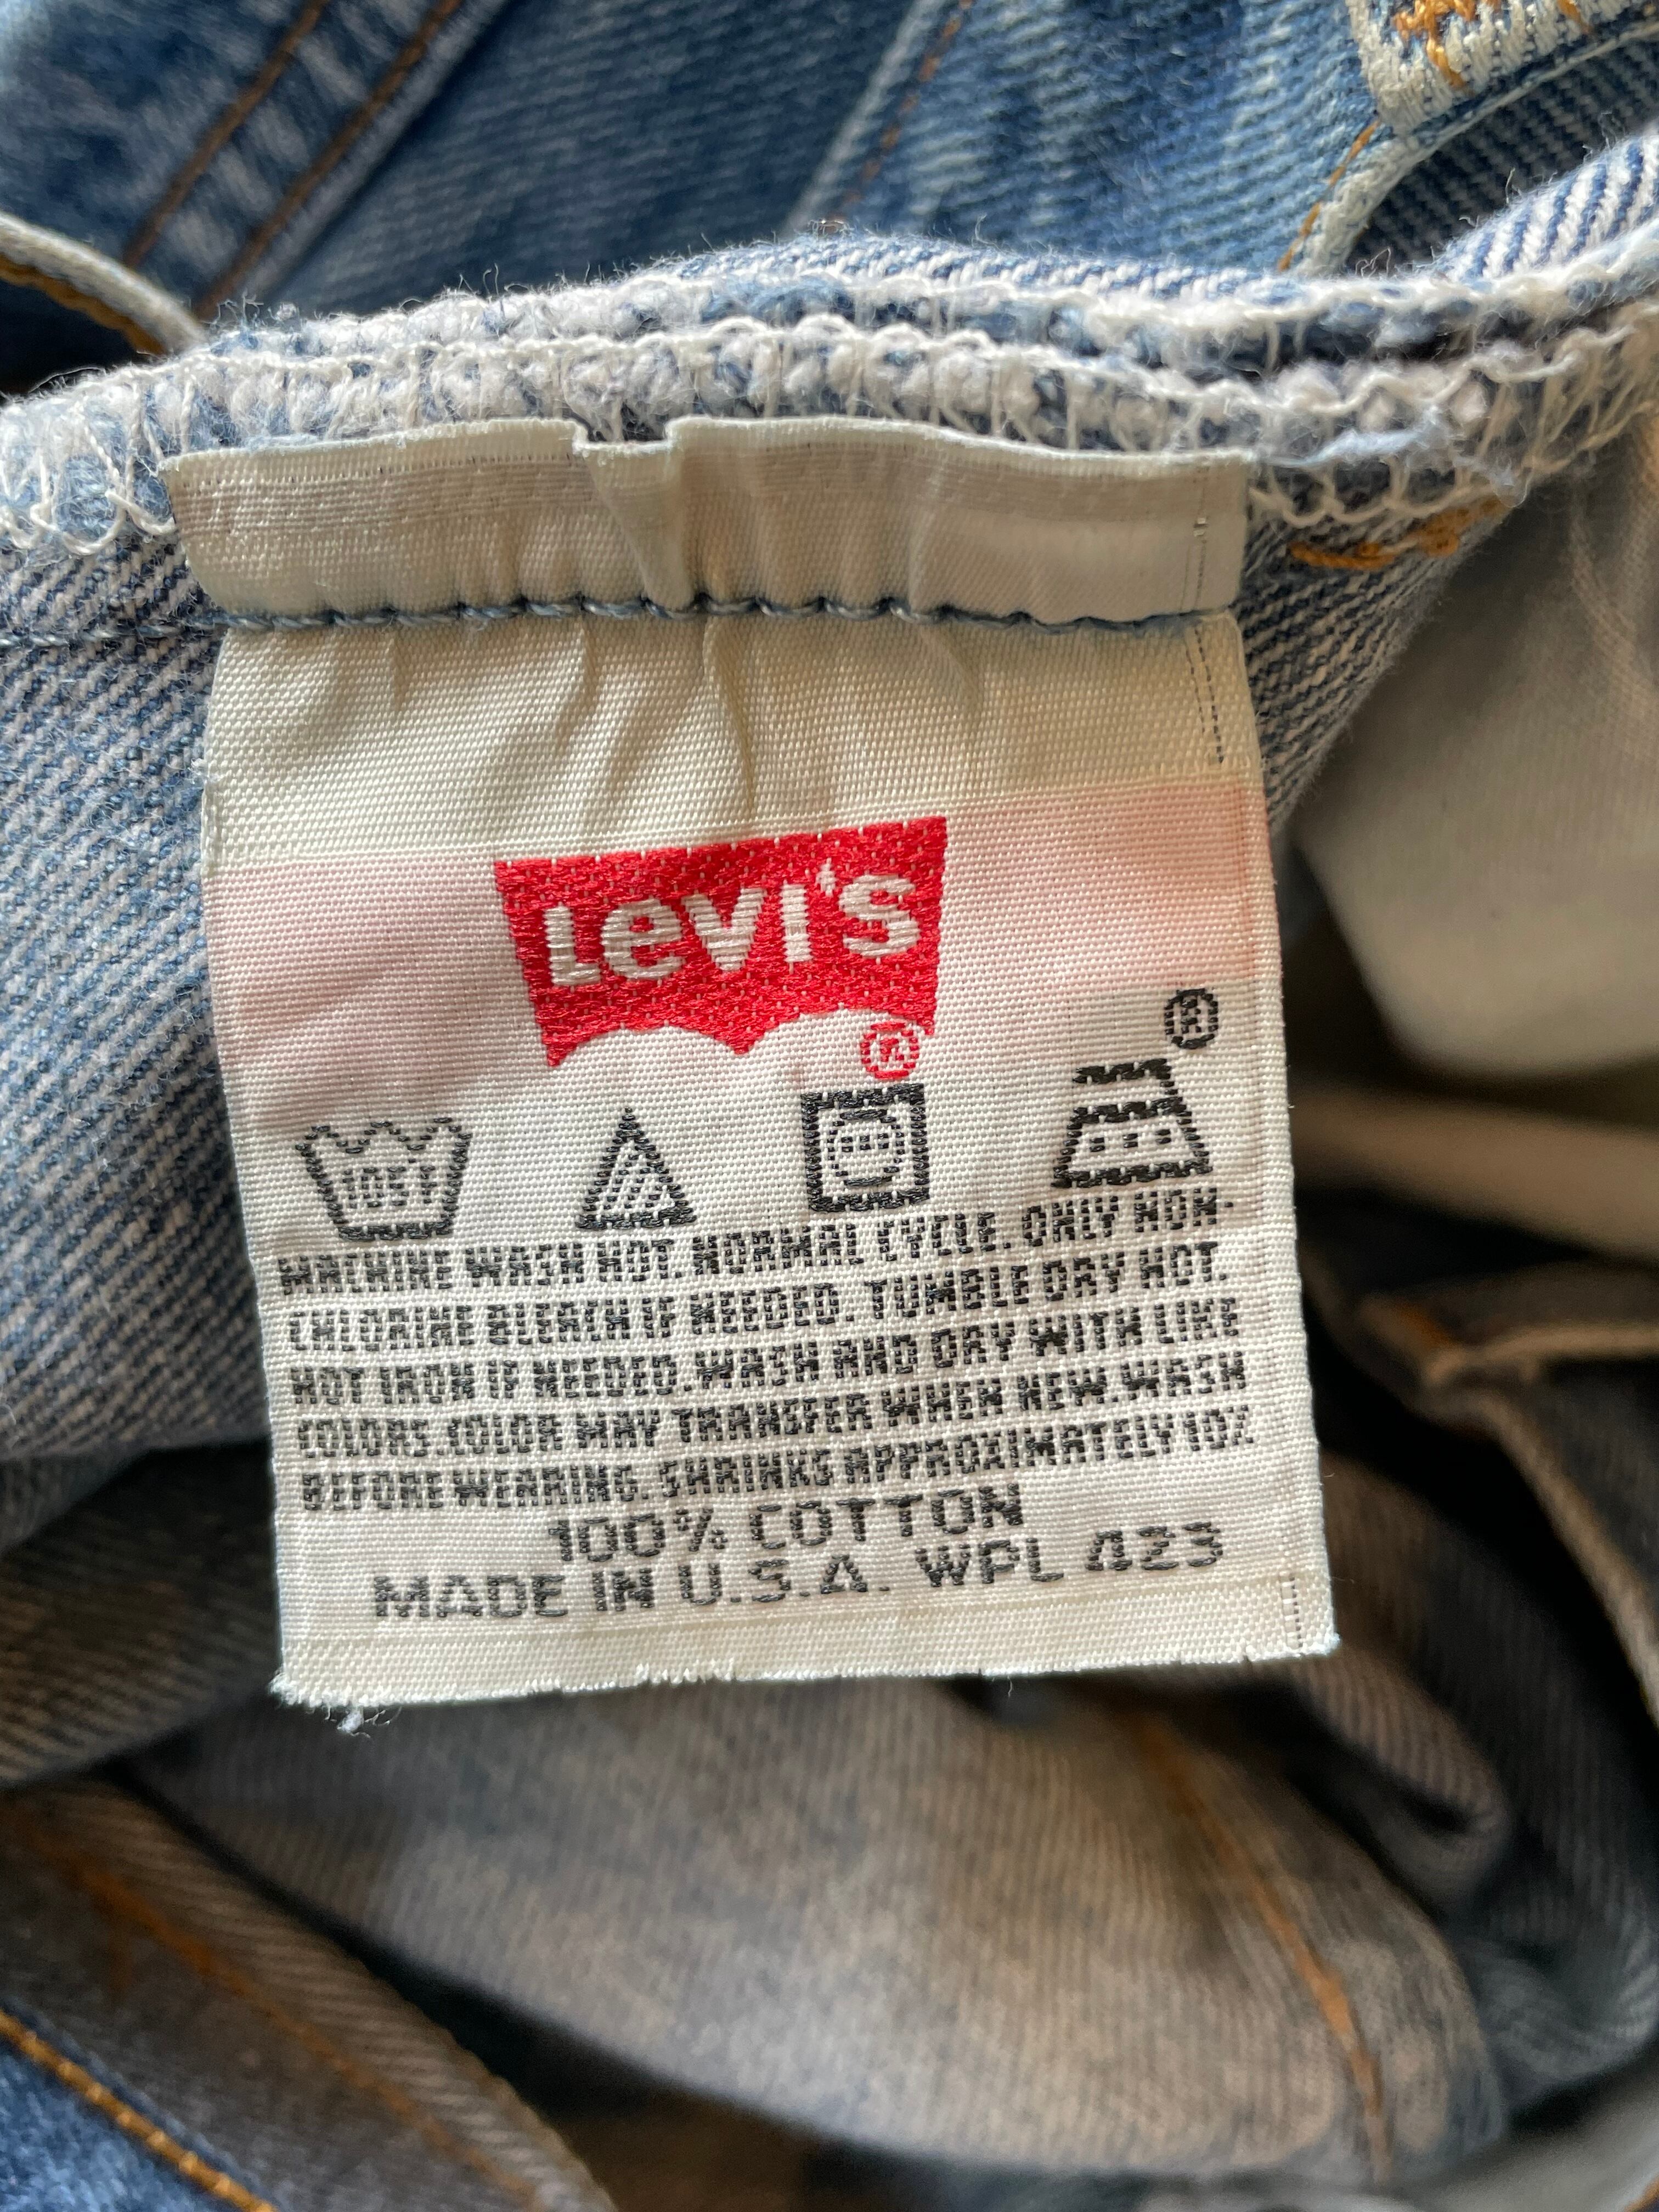 Levi's
®
®
105°F
MACHINE WASH HOT. NORMAL CYCLE. ONLY NON-
CHLORINE BLEACH IF NEEDED. TUMBLE DRY HOT.
HOT IRON IF NEEDED. WASH AND DRY WITH LIKE
COLORS. COLOR MAY TRANSFER WHEN NEW. WASH
BEFORE WEARING. SHRINKS APPROXIMATELY 10%
100% COTTON
MADE IN U.S.A. WPL 423